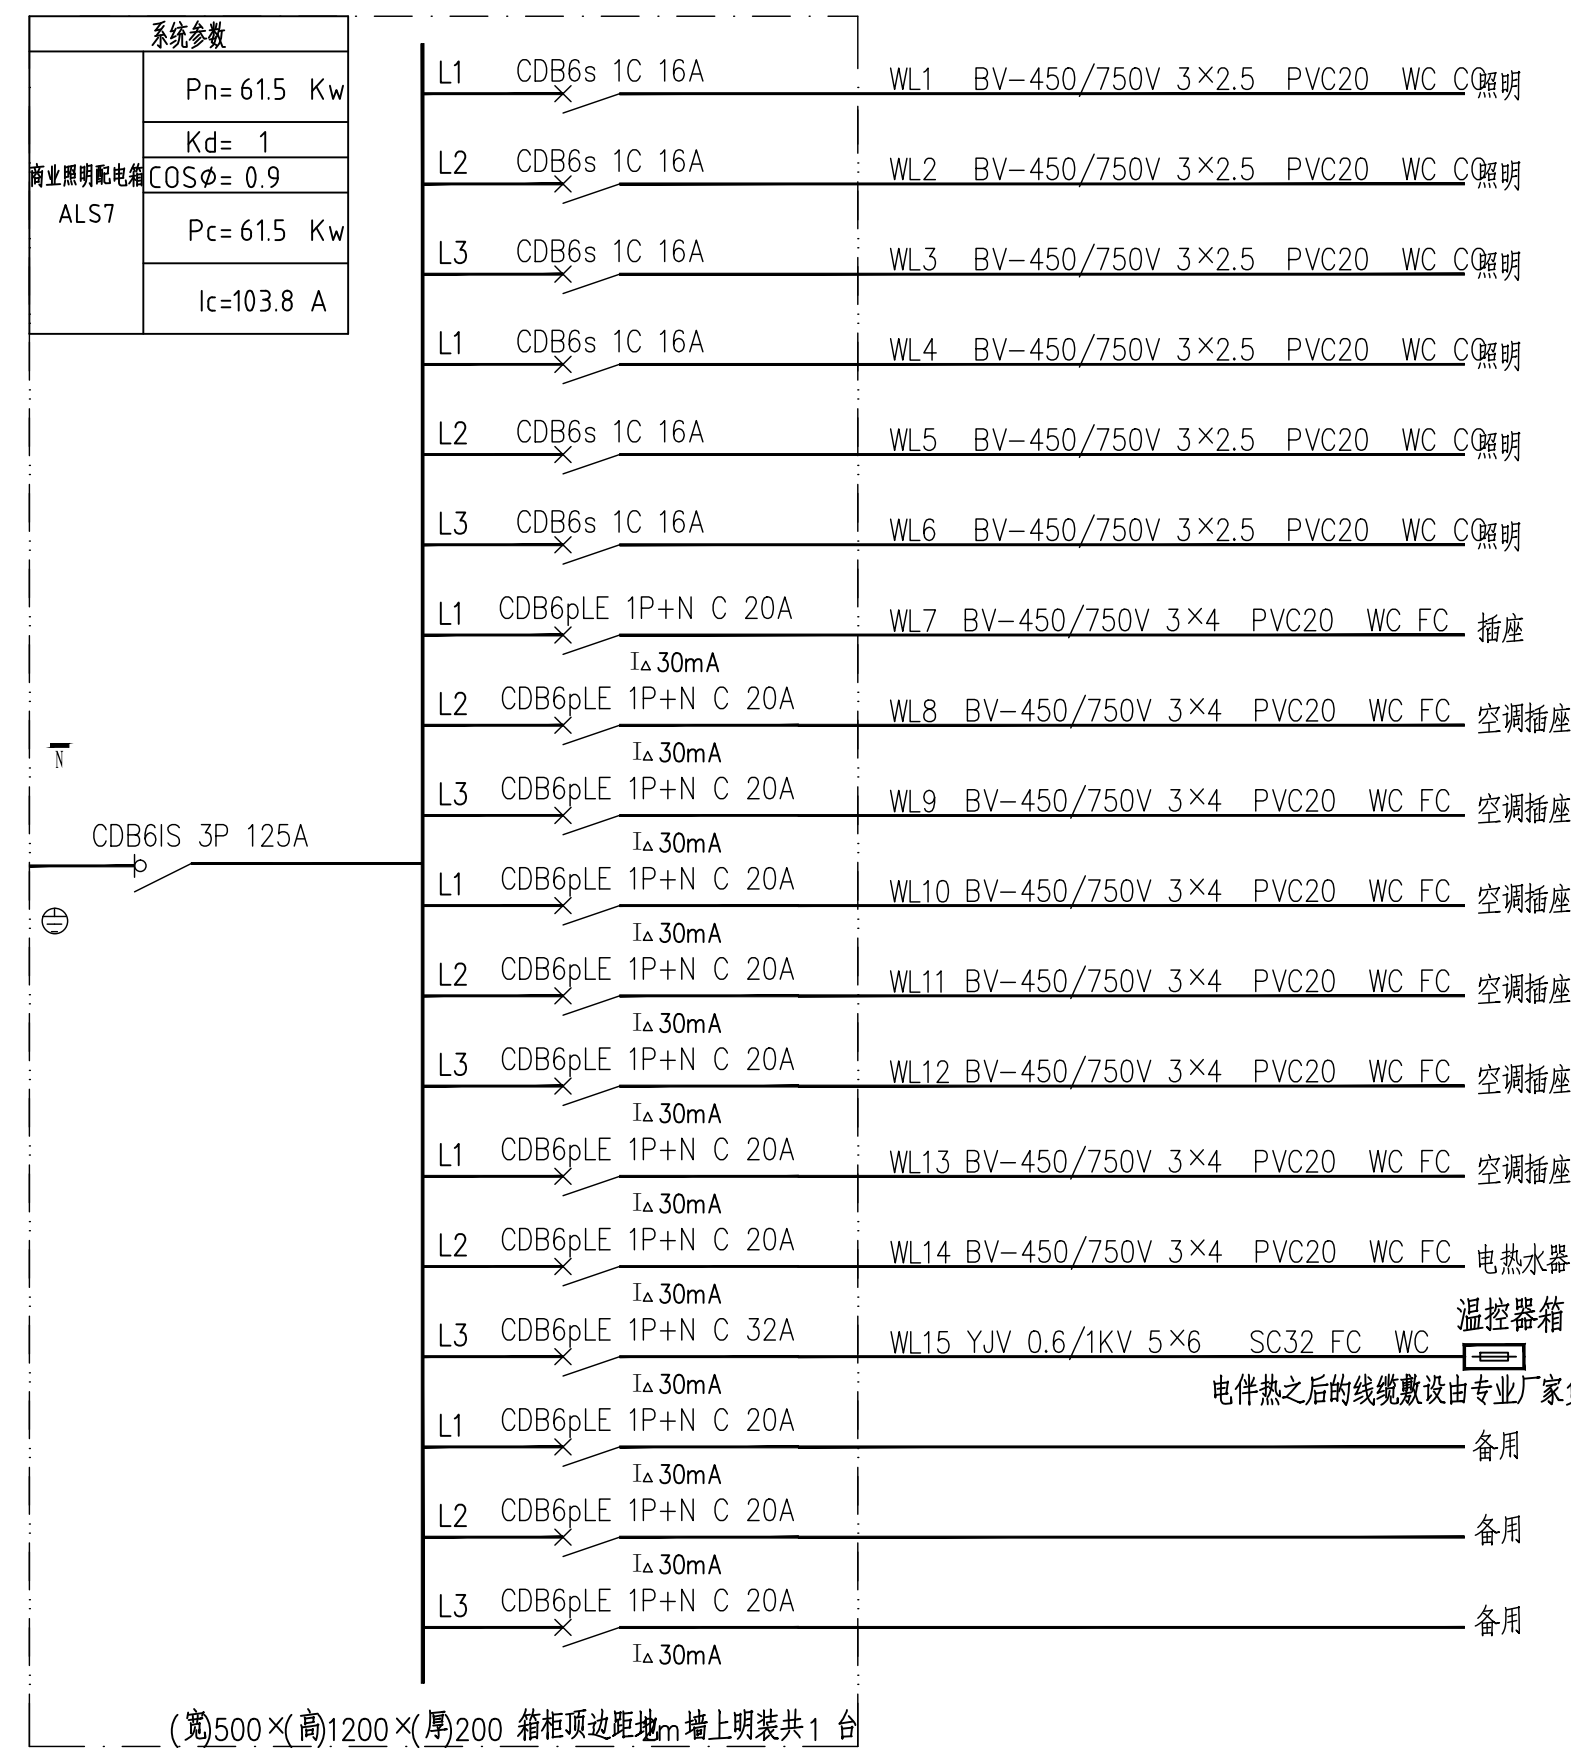 系统参数
商业照明配电箱
ALS7
Pn= 61.5 Kw
Kd= 1
COSØ= 0.9
Pc= 61.5 Kw
Ic=103.8 A
L1 CDB6s 1C 16A WL1 BV-450/750V 3×2.5 PVC20 WC CC 照明
L2 CDB6s 1C 16A WL2 BV-450/750V 3×2.5 PVC20 WC CC 照明
L3 CDB6s 1C 16A WL3 BV-450/750V 3×2.5 PVC20 WC CC 照明
L1 CDB6s 1C 16A WL4 BV-450/750V 3×2.5 PVC20 WC CC 照明
L2 CDB6s 1C 16A WL5 BV-450/750V 3×2.5 PVC20 WC CC 照明
L3 CDB6s 1C 16A WL6 BV-450/750V 3×2.5 PVC20 WC CC 照明
L1 CDB6pLE 1P+N C 20A WL7 BV-450/750V 3×4 PVC20 WC FC 插座
I△ 30mA
L2 CDB6pLE 1P+N C 20A WL8 BV-450/750V 3×4 PVC20 WC FC 空调插座
I△ 30mA
N
L3 CDB6pLE 1P+N C 20A WL9 BV-450/750V 3×4 PVC20 WC FC 空调插座
I△ 30mA
CDB6IS 3P 125A
L1 CDB6pLE 1P+N C 20A WL10 BV-450/750V 3×4 PVC20 WC FC 空调插座
I△ 30mA
L2 CDB6pLE 1P+N C 20A WL11 BV-450/750V 3×4 PVC20 WC FC 空调插座
I△ 30mA
L3 CDB6pLE 1P+N C 20A WL12 BV-450/750V 3×4 PVC20 WC FC 空调插座
I△ 30mA
L1 CDB6pLE 1P+N C 20A WL13 BV-450/750V 3×4 PVC20 WC FC 空调插座
I△ 30mA
L2 CDB6pLE 1P+N C 20A WL14 BV-450/750V 3×4 PVC20 WC FC 电热水器
I△ 30mA
温控器箱
L3 CDB6pLE 1P+N C 32A WL15 YJV 0.6/1KV 5×6 SC32 FC WC
I△ 30mA
电伴热之后的线缆敷设由专业厂家
L1 CDB6pLE 1P+N C 20A 备用
I△ 30mA
L2 CDB6pLE 1P+N C 20A 备用
I△ 30mA
L3 CDB6pLE 1P+N C 20A 备用
I△ 30mA
(宽)500×(高)1200×(厚)200 箱柜顶边距地2m 墙上明装共1 台